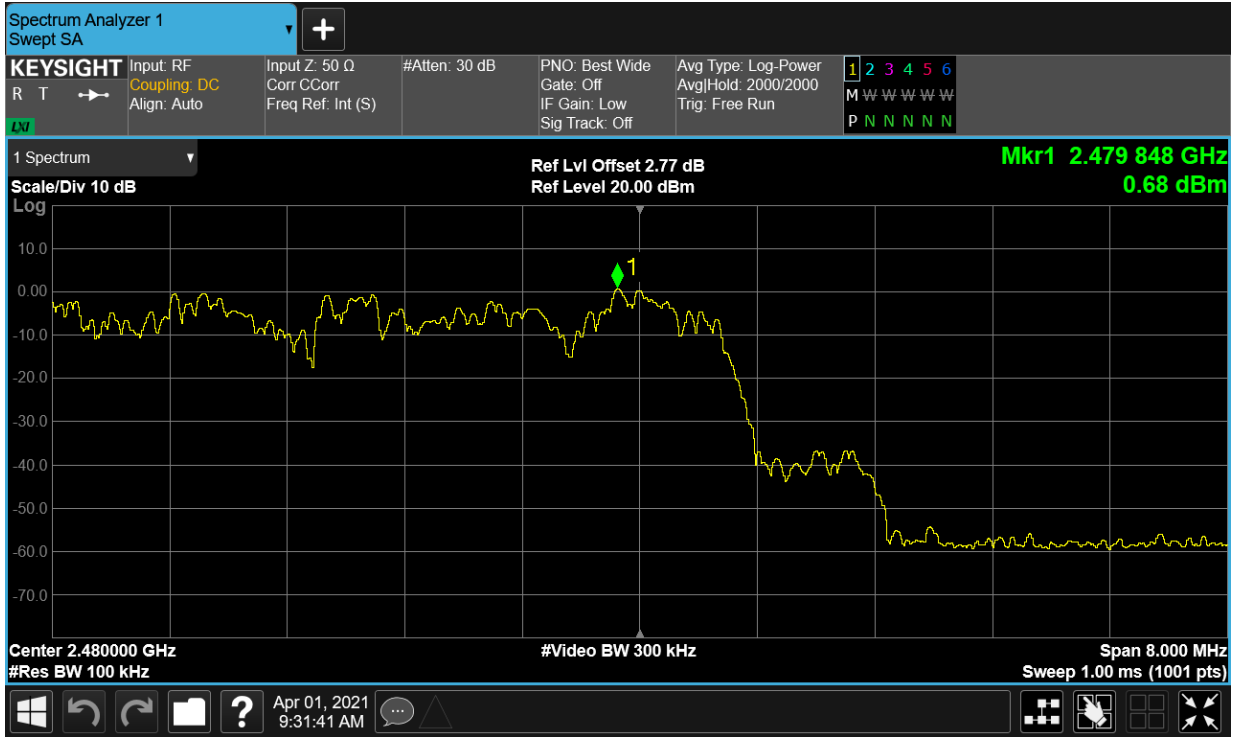 Spectrum Analyzer 1
Swept SA
KEYSIGHT
R T
LXI
Input: RF
Coupling: DC
Align: Auto
Input Z: 50 Ω
Corr CCorr
Freq Ref: Int (S)
#Atten: 30 dB
PNO: Best Wide
Gate: Off
IF Gain: Low
Sig Track: Off
Avg Type: Log-Power
Avg|Hold: 2000/2000
Trig: Free Run
1 2 3 4 5 6
M W W W W W
P N N N N N
1 Spectrum
Scale/Div 10 dB
Log
Ref Lvl Offset 2.77 dB
Ref Level 20.00 dBm
Mkr1 2.479 848 GHz
0.68 dBm
10.0
1
0.00
-10.0
-20.0
-30.0
-40.0
-50.0
-60.0
-70.0
Center 2.480000 GHz
#Video BW 300 kHz
Span 8.000 MHz
#Res BW 100 kHz
Sweep 1.00 ms (1001 pts)
?
Apr 01, 2021
9:31:41 AM